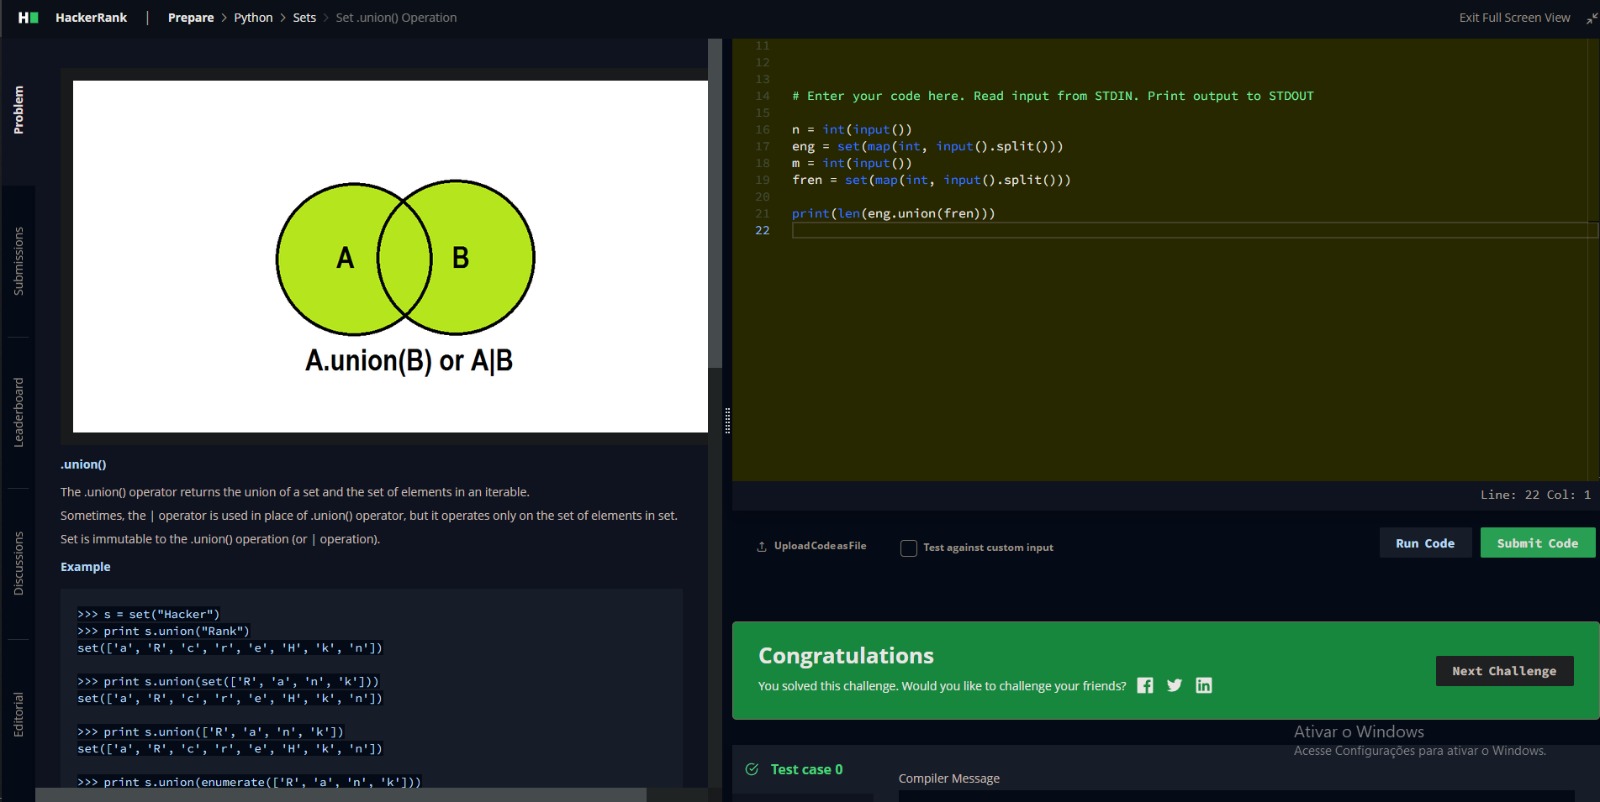 HackerRank | Prepare > Python > Sets > Set .union() Operation
Exit Full Screen View
Problem
Submissions
Leaderboard
Discussions
Editorial
A B
A.union(B) or A|B
.union()
The .union() operator returns the union of a set and the set of elements in an iterable.
Sometimes, the | operator is used in place of .union() operator, but it operates only on the set of elements in set.
Set is immutable to the .union() operation (or | operation).
Example
>>> s = set("Hacker")
>>> print s.union("Rank")
set(['a', 'R', 'c', 'r', 'e', 'H', 'k', 'n'])
>>> print s.union(set(['R', 'a', 'n', 'k']))
set(['a', 'R', 'c', 'r', 'e', 'H', 'k', 'n'])
>>> print s.union(['R', 'a', 'n', 'k'])
set(['a', 'R', 'c', 'r', 'e', 'H', 'k', 'n'])
>>> print s.union(enumerate(['R', 'a', 'n', 'k']))
11
12
13
14 # Enter your code here. Read input from STDIN. Print output to STDOUT
15
16 n = int(input())
17 eng = set(map(int, input().split()))
18 m = int(input())
19 fren = set(map(int, input().split()))
20
21 print(len(eng.union(fren)))
22
Line: 22 Col: 1
UploadCodeasFile
Test against custom input
Run Code
Submit Code
Congratulations
You solved this challenge. Would you like to challenge your friends?
Next Challenge
Ativar o Windows
Acesse Configurações para ativar o Windows.
Test case 0
Compiler Message